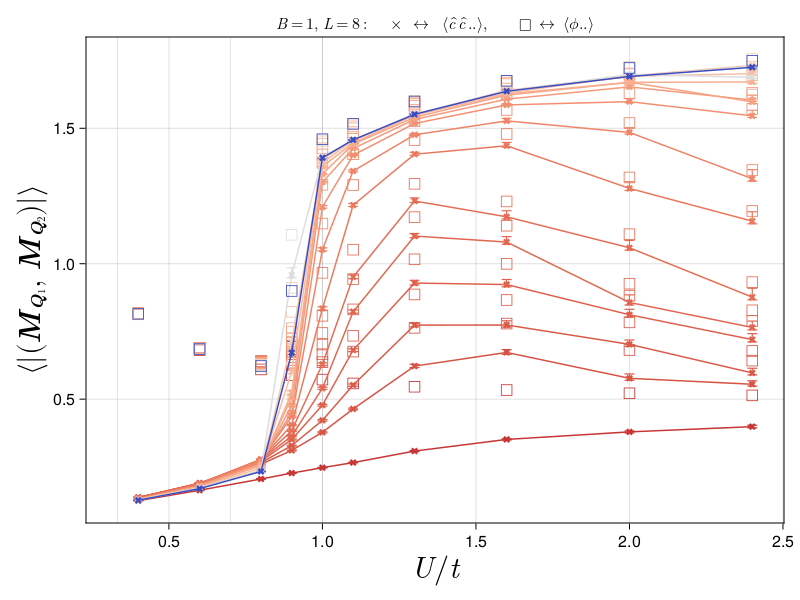 B = 1, L = 8 : × ↔ ⟨ĉ ĉ ..⟩, □ ↔ ⟨ϕ..⟩
⟨|(M_{Q_1}, M_{Q_2})|⟩
1.5
1.0
0.5
0.5 1.0 1.5 2.0 2.5
U/t